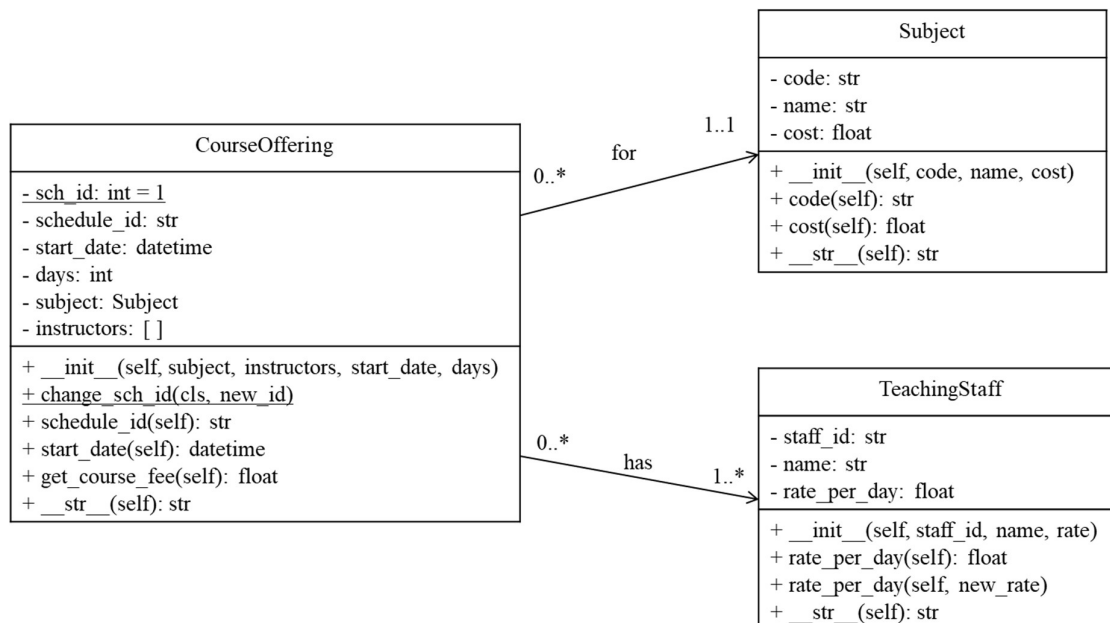 CourseOffering
- sch_id: int = 1
- schedule_id: str
- start_date: datetime
- days: int
- subject: Subject
- instructors: [ ]
+ __init__(self, subject, instructors, start_date, days)
+ change_sch_id(cls, new_id)
+ schedule_id(self): str
+ start_date(self): datetime
+ get_course_fee(self): float
+ __str__(self): str
0..*
for
1..1
Subject
- code: str
- name: str
- cost: float
+ __init__(self, code, name, cost)
+ code(self): str
+ cost(self): float
+ __str__(self): str
0..*
has
1..*
TeachingStaff
- staff_id: str
- name: str
- rate_per_day: float
+ __init__(self, staff_id, name, rate)
+ rate_per_day(self): float
+ rate_per_day(self, new_rate)
+ __str__(self): str